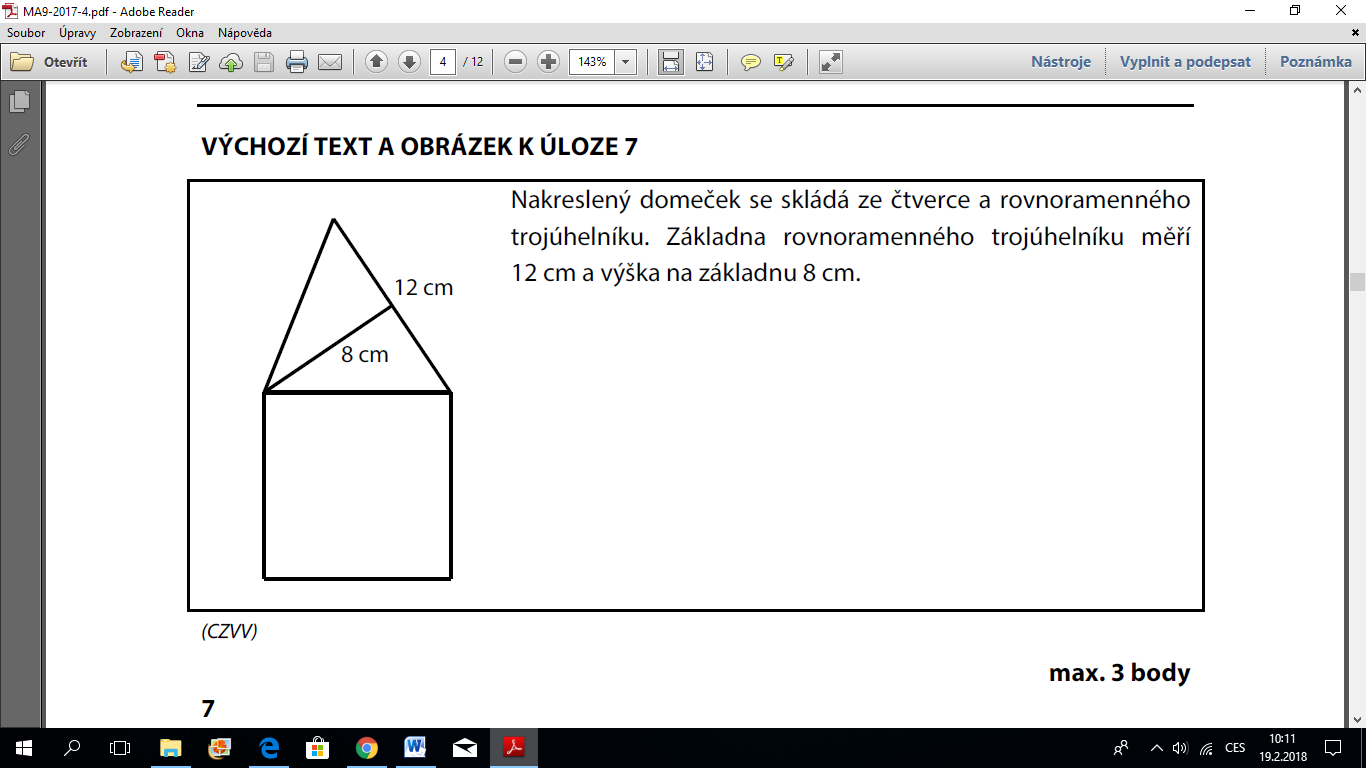 MA9-2017-4.pdf - Adobe Reader
Soubor Úpravy Zobrazení Okna Nápověda
Otevřít 4 / 12 143% Nástroje Vyplnit a podepsat Poznámka
VÝCHOZÍ TEXT A OBRÁZEK K ÚLOZE 7
Nakreslený domeček se skládá ze čtverce a rovnoramenného
trojúhelníku. Základna rovnoramenného trojúhelníku měří
12 cm a výška na základnu 8 cm.
12 cm
8 cm
(CZVV)
max. 3 body
7
CES
10:11
19.2.2018